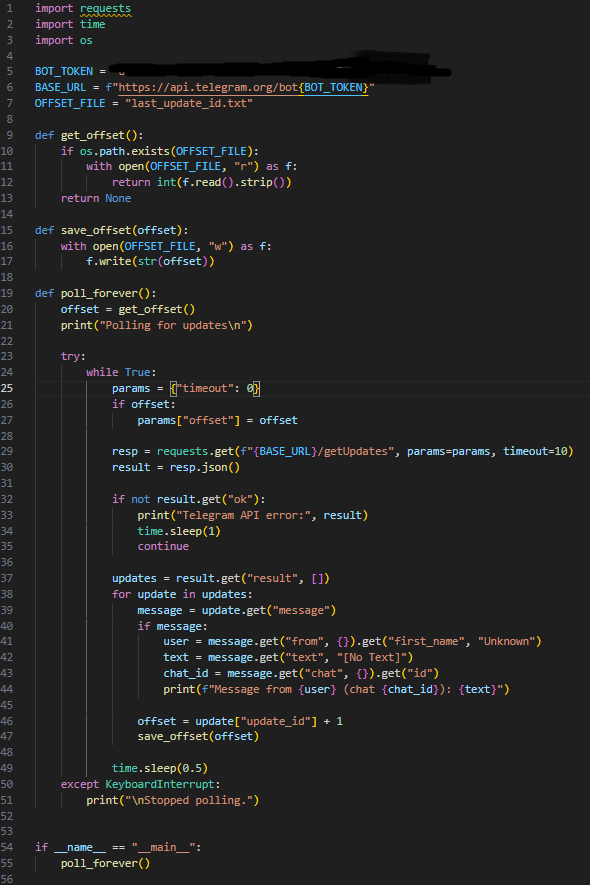 1 import requests
2 import time
3 import os
4
5 BOT_TOKEN =
6 BASE_URL = f"https://api.telegram.org/bot{BOT_TOKEN}"
7 OFFSET_FILE = "last_update_id.txt"
8
9 def get_offset():
10     if os.path.exists(OFFSET_FILE):
11         with open(OFFSET_FILE, "r") as f:
12             return int(f.read().strip())
13     return None
14
15 def save_offset(offset):
16     with open(OFFSET_FILE, "w") as f:
17         f.write(str(offset))
18
19 def poll_forever():
20     offset = get_offset()
21     print("Polling for updates\n")
22
23     try:
24         while True:
25             params = {"timeout": 0}
26             if offset:
27                 params["offset"] = offset
28
29             resp = requests.get(f"{BASE_URL}/getUpdates", params=params, timeout=10)
30             result = resp.json()
31
32             if not result.get("ok"):
33                 print("Telegram API error:", result)
34                 time.sleep(1)
35                 continue
36
37             updates = result.get("result", [])
38             for update in updates:
39                 message = update.get("message")
40                 if message:
41                     user = message.get("from", {}).get("first_name", "Unknown")
42                     text = message.get("text", "[No Text]")
43                     chat_id = message.get("chat", {}).get("id")
44                     print(f"Message from {user} (chat {chat_id}): {text}")
45
46                 offset = update["update_id"] + 1
47                 save_offset(offset)
48
49             time.sleep(0.5)
50     except KeyboardInterrupt:
51         print("\nStopped polling.")
52
53
54 if __name__ == "__main__":
55     poll_forever()
56